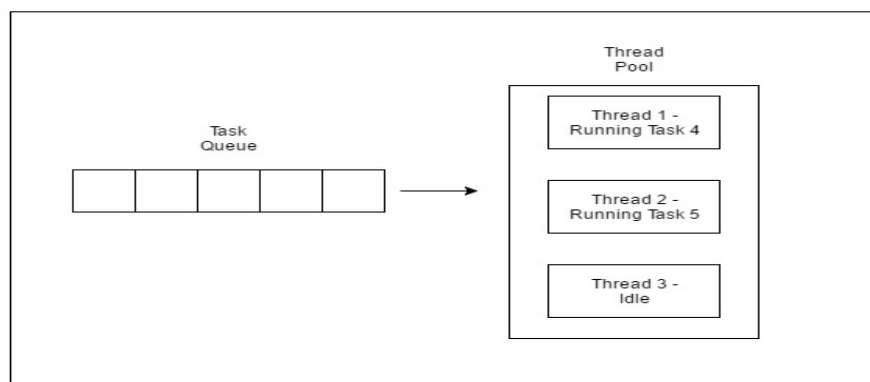 Task
Queue
Thread
Pool
Thread 1 -
Running Task 4
Thread 2 -
Running Task 5
Thread 3 -
Idle